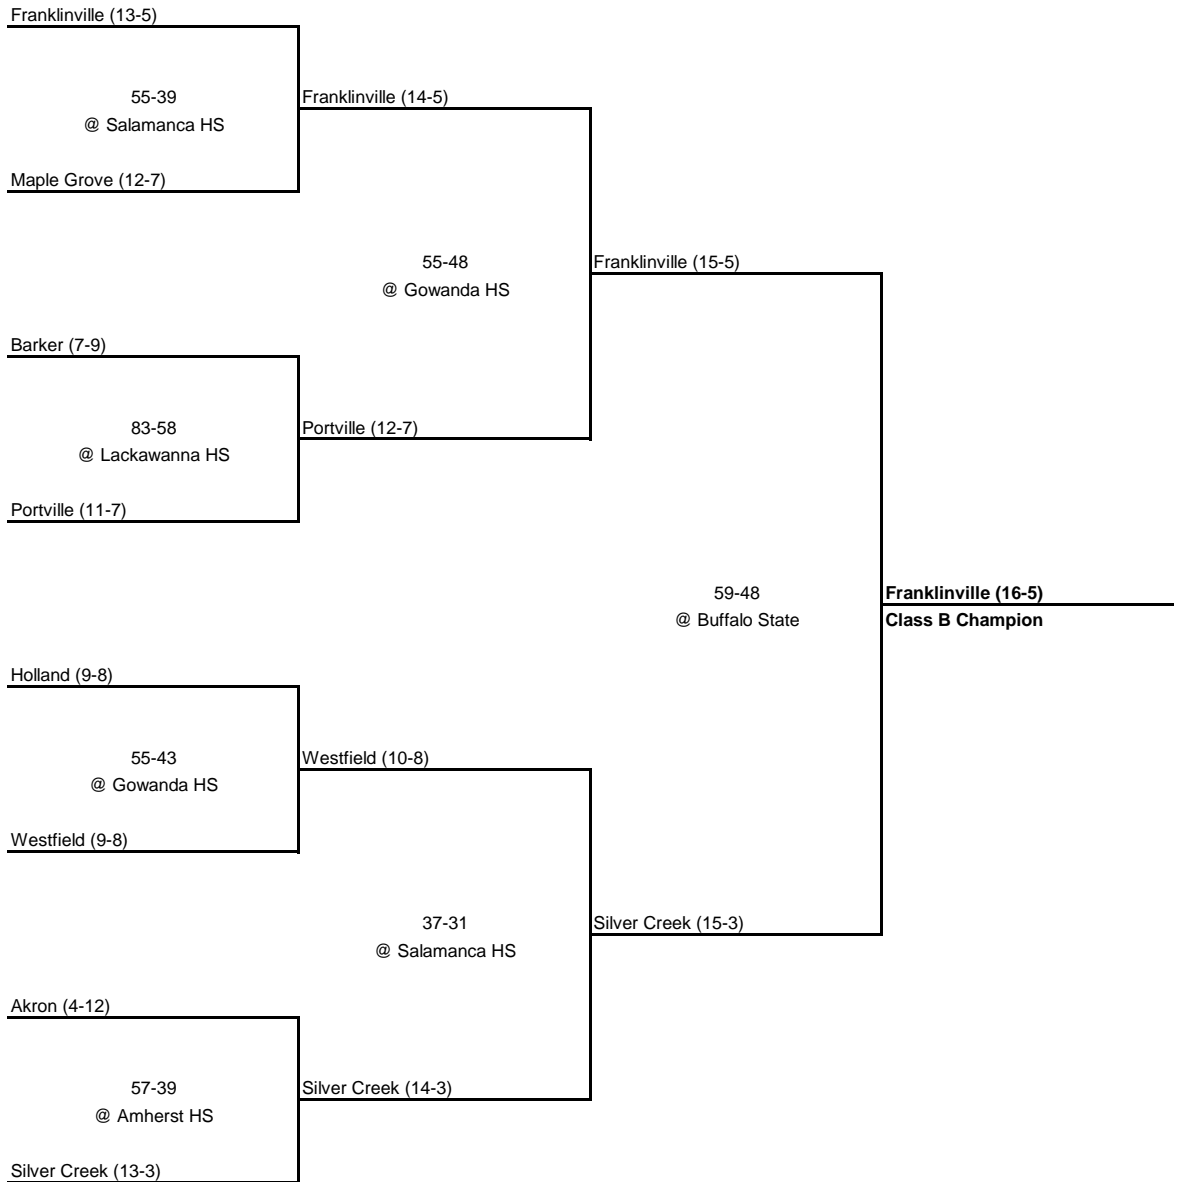 Franklinville (13-5)
55-39
@ Salamanca HS
Franklinville (14-5)
Maple Grove (12-7)
55-48
@ Gowanda HS
Franklinville (15-5)
Barker (7-9)
83-58
@ Lackawanna HS
Portville (12-7)
Portville (11-7)
59-48
@ Buffalo State
Franklinville (16-5)
Class B Champion
Holland (9-8)
55-43
@ Gowanda HS
Westfield (10-8)
Westfield (9-8)
37-31
@ Salamanca HS
Silver Creek (15-3)
Akron (4-12)
57-39
@ Amherst HS
Silver Creek (14-3)
Silver Creek (13-3)